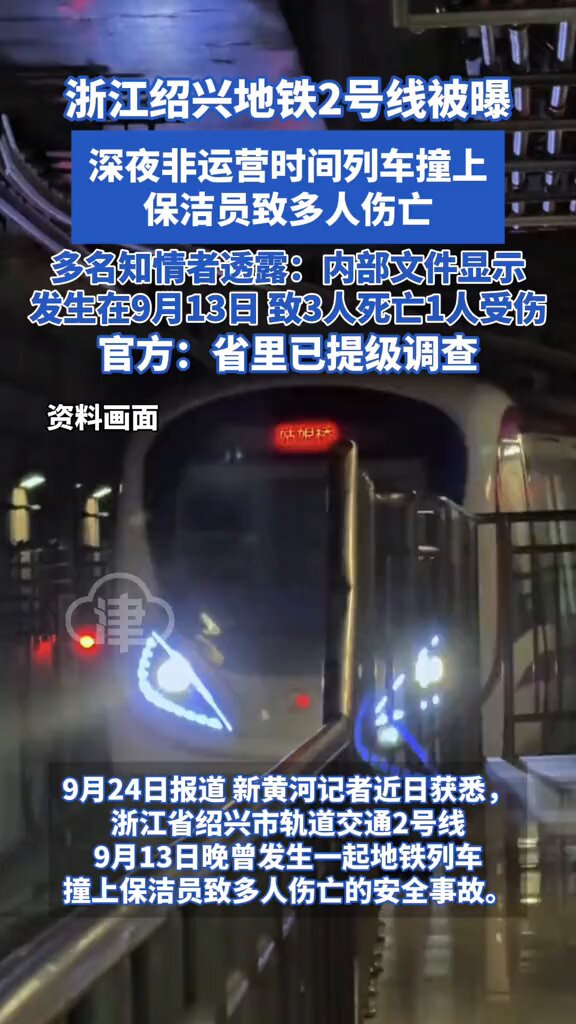 浙江绍兴地铁2号线被曝
深夜非运营时间列车撞上
保洁员致多人伤亡
多名知情者透露：内部文件显示
发生在9月13日 致3人死亡1人受伤
官方：省里已提级调查
资料画面
津
9月24日报道 新黄河记者近日获悉，
浙江省绍兴市轨道交通2号线
9月13日晚曾发生一起地铁列车
撞上保洁员致多人伤亡的安全事故。